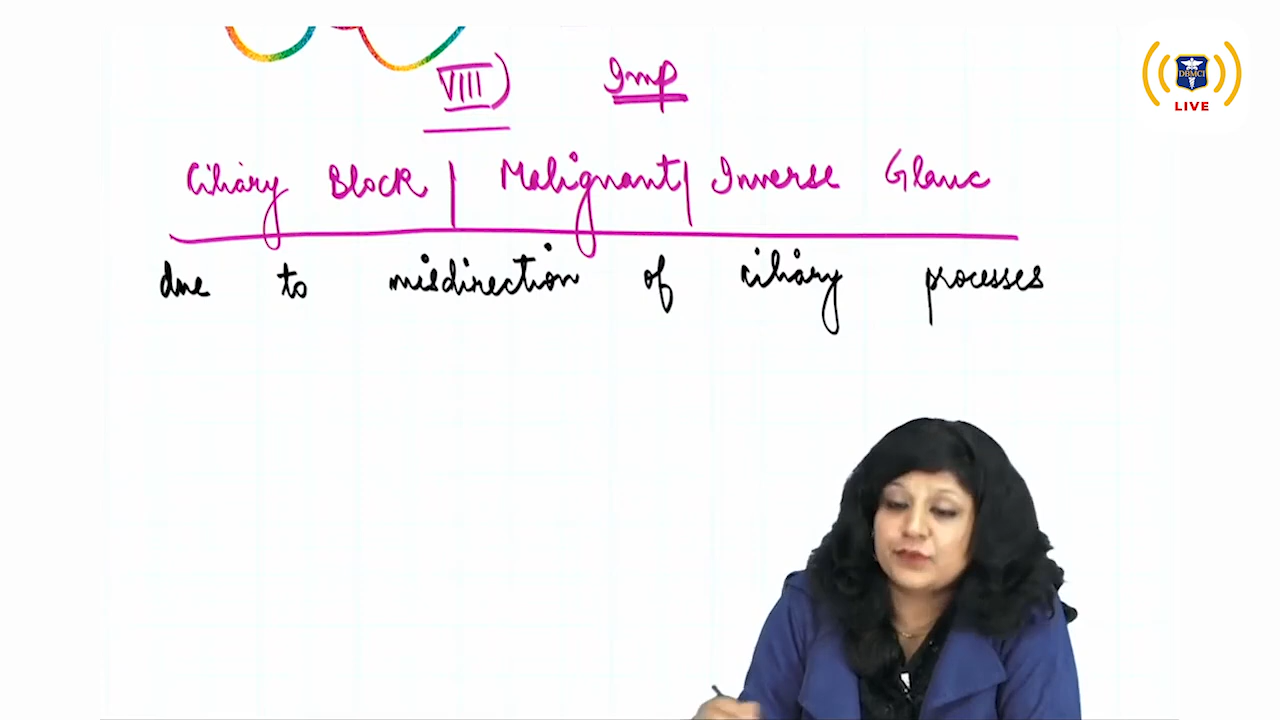 VIII) Imp
Ciliary Block | Malignant | Inverse Glauc
due to misdirection of ciliary processes
DBMCI
LIVE